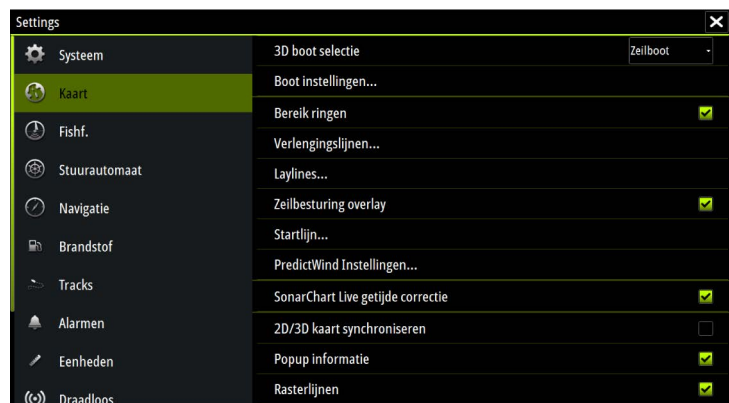 Settings
Systeem
Kaart
Fishf.
Stuurautomaat
Navigatie
Brandstof
Tracks
Alarmen
Eenheden
Draadloos
3D boot selectie
Zeilboot
Boot instellingen...
Bereik ringen
Verlengingslijnen...
Laylines...
Zeilbesturing overlay
Startlijn...
PredictWind Instellingen...
SonarChart Live getijde correctie
2D/3D kaart synchroniseren
Popup informatie
Rasterlijnen